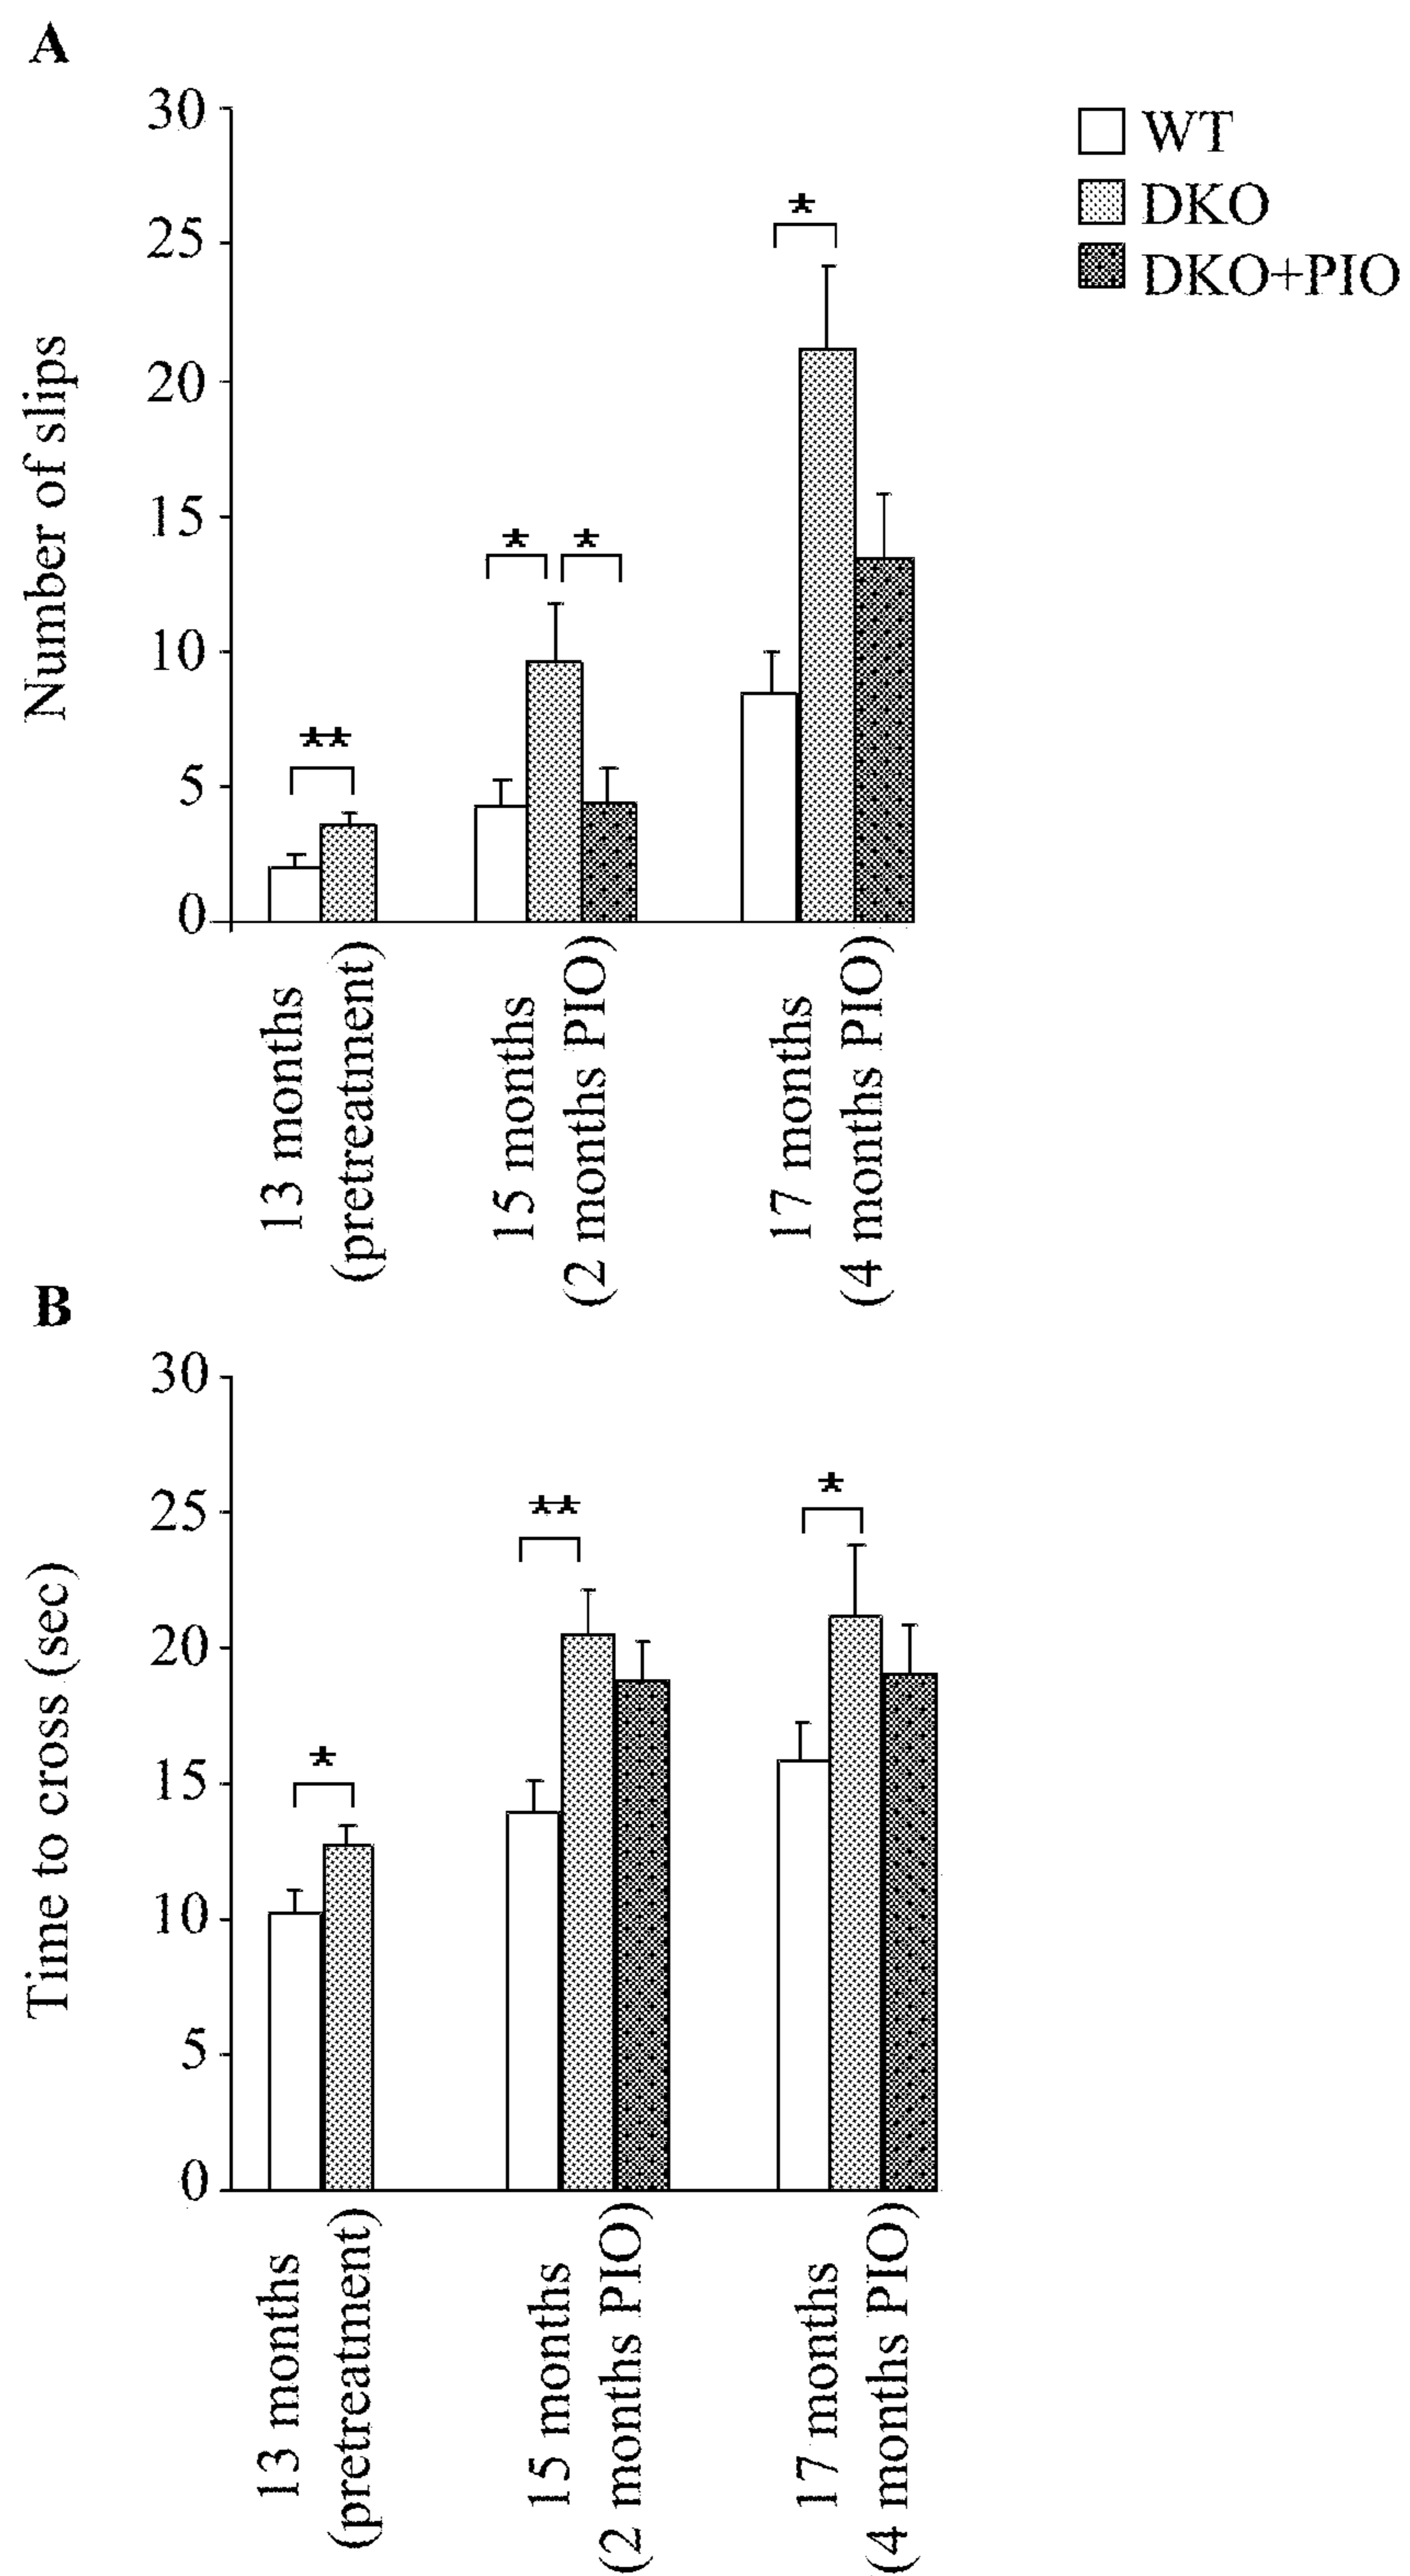 A
30
25
20
15
10
5
0
Number of slips
**
*
*
*
WT
DKO
DKO+PIO
13 months
(pretreatment)
15 months
(2 months PIO)
17 months
(4 months PIO)
B
30
25
20
15
10
5
0
Time to cross (sec)
*
**
*
13 months
(pretreatment)
15 months
(2 months PIO)
17 months
(4 months PIO)